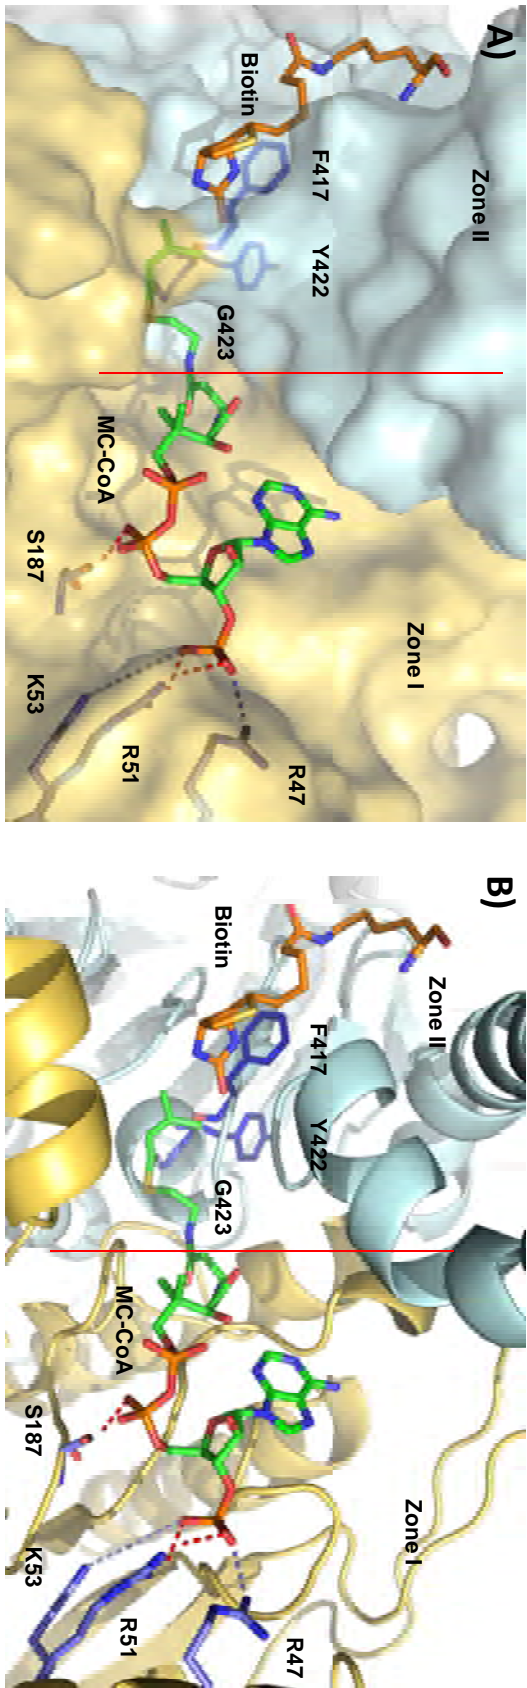 A)
Zone II
Biotin
F417
Y422
G423
MC-CoA
S187
Zone I
K53
R51
R47
B)
Zone II
Biotin
F417
Y422
G423
MC-CoA
S187
Zone I
K53
R51
R47